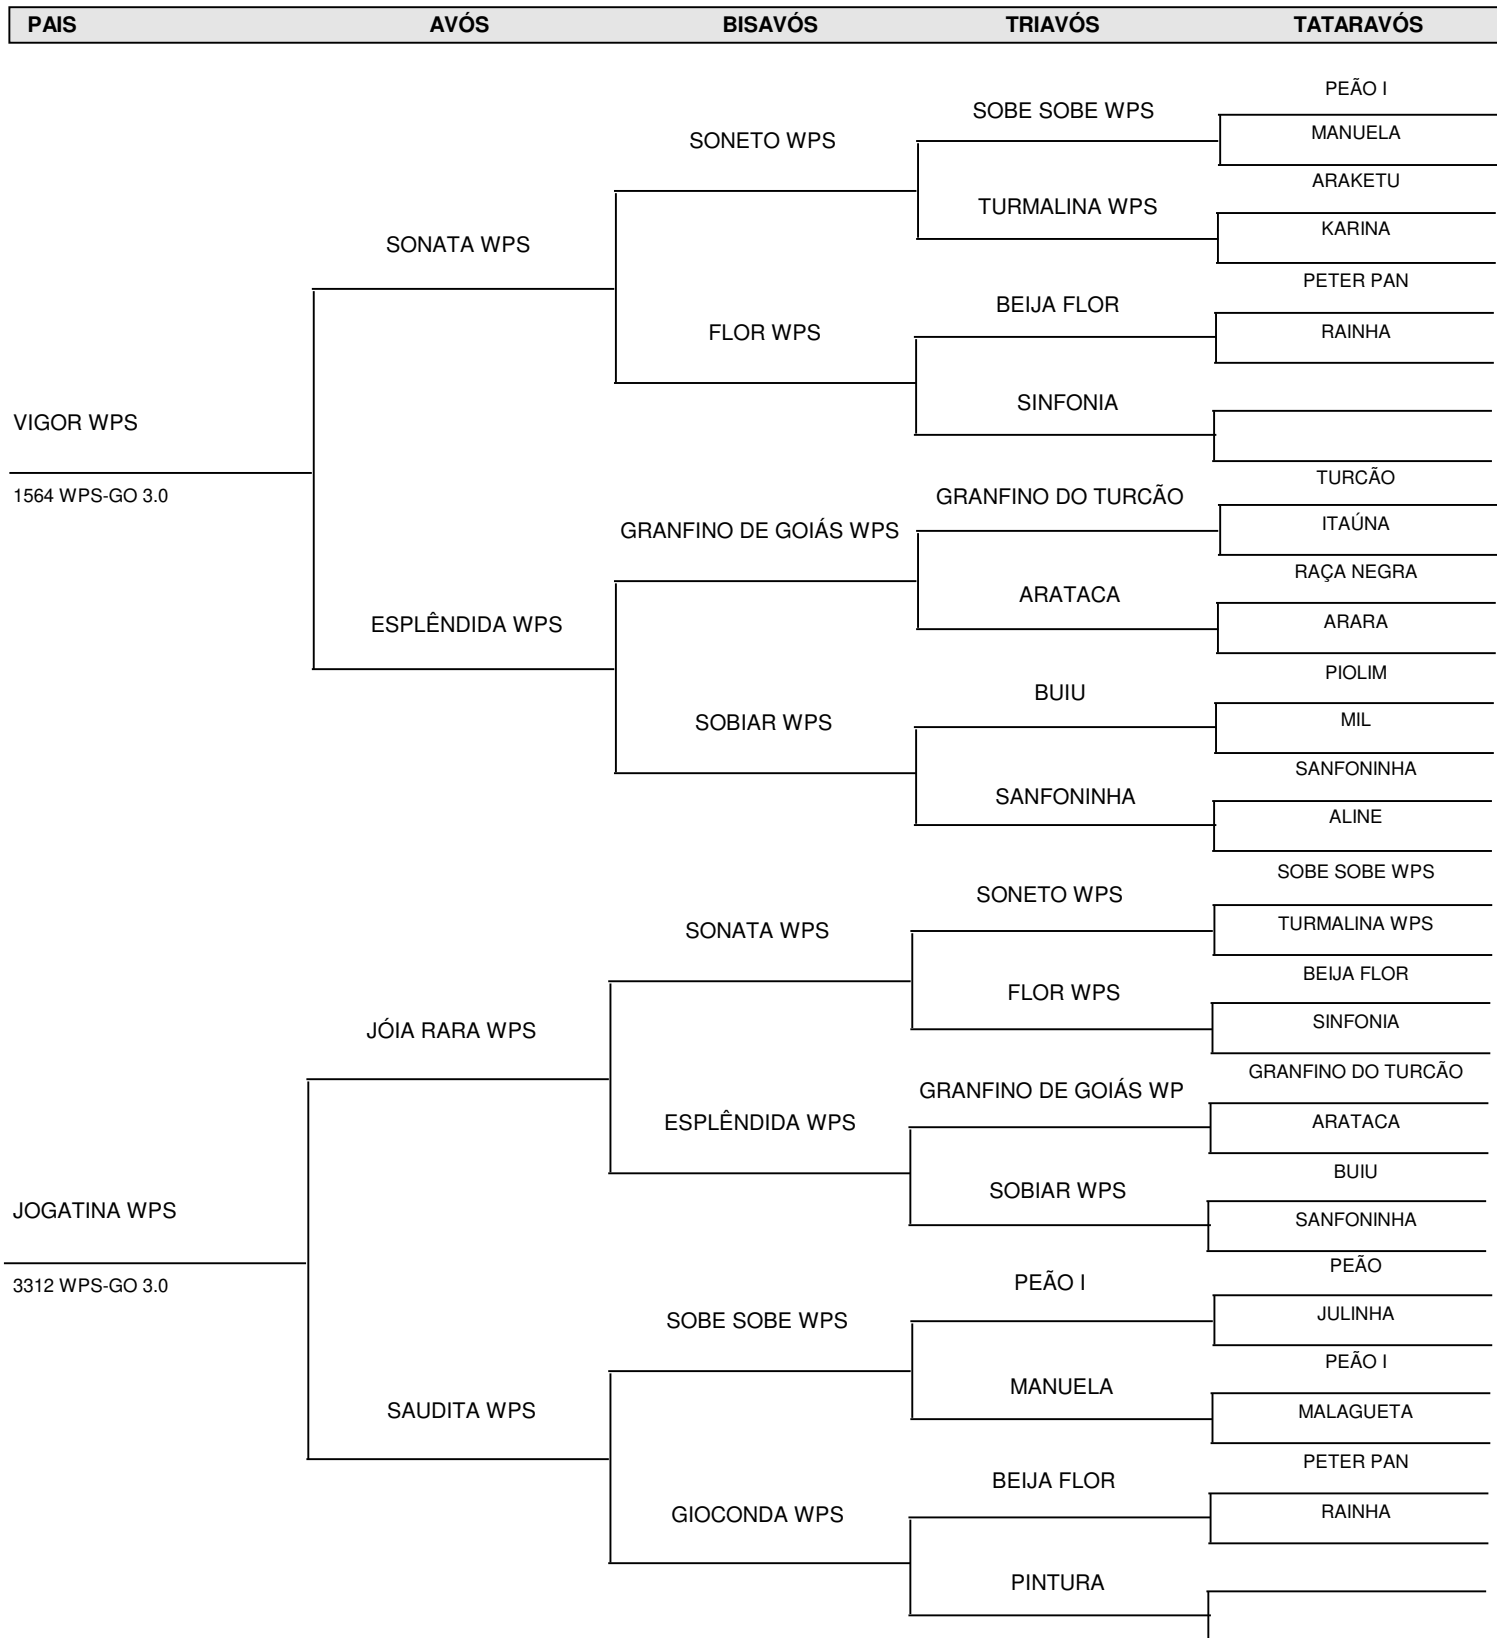 PAIS AVÓS BISAVÓS TRIAVÓS TATARAVÓS
PEÃO I
SOBE SOBE WPS
MANUELA
SONETO WPS
ARAKETU
TURMALINA WPS
KARINA
SONATA WPS
PETER PAN
BEIJA FLOR
RAINHA
FLOR WPS
SINFONIA
VIGOR WPS
1564 WPS-GO 3.0
TURCÃO
GRANFINO DO TURCÃO
ITAÚNA
GRANFINO DE GOIÁS WPS
RAÇA NEGRA
ARATACA
ARARA
ESPLÊNDIDA WPS
PIOLIM
BUIU
MIL
SOBIAR WPS
SANFONINHA
SANFONINHA
ALINE
SOBE SOBE WPS
SONETO WPS
TURMALINA WPS
SONATA WPS
BEIJA FLOR
FLOR WPS
SINFONIA
JÓIA RARA WPS
GRANFINO DO TURCÃO
GRANFINO DE GOIÁS WP
ARATACA
ESPLÊNDIDA WPS
BUIU
SOBIAR WPS
SANFONINHA
JOGATINA WPS
3312 WPS-GO 3.0
PEÃO
PEÃO I
JULINHA
SOBE SOBE WPS
PEÃO I
MANUELA
MALAGUETA
SAUDITA WPS
PETER PAN
BEIJA FLOR
RAINHA
GIOCONDA WPS
PINTURA